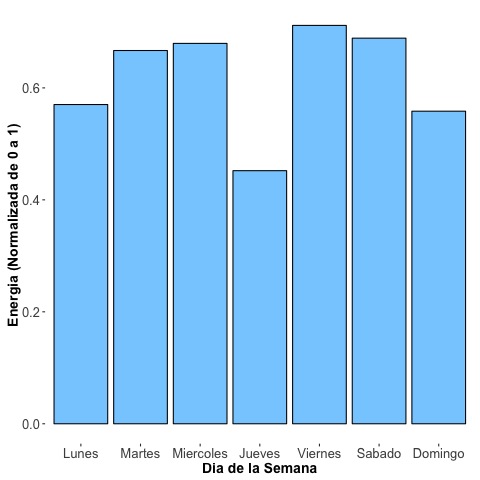 Energia (Normalizada de 0 a 1)
0.6
0.4
0.2
0.0
Lunes Martes Miercoles Jueves Viernes Sabado Domingo
Dia de la Semana